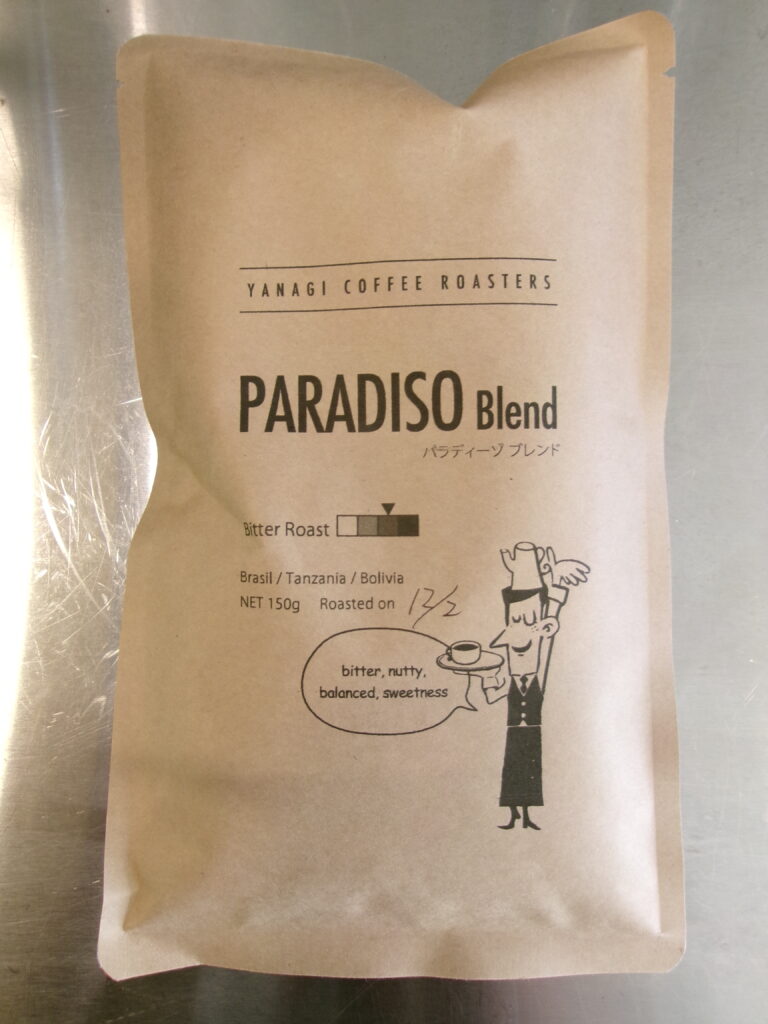 YANAGI COFFEE ROASTERS
PARADISO Blend
パラディーゾ ブレンド
Bitter Roast
Brasil / Tanzania / Bolivia
NET 150g Roasted on 12/2
bitter, nutty,
balanced, sweetness